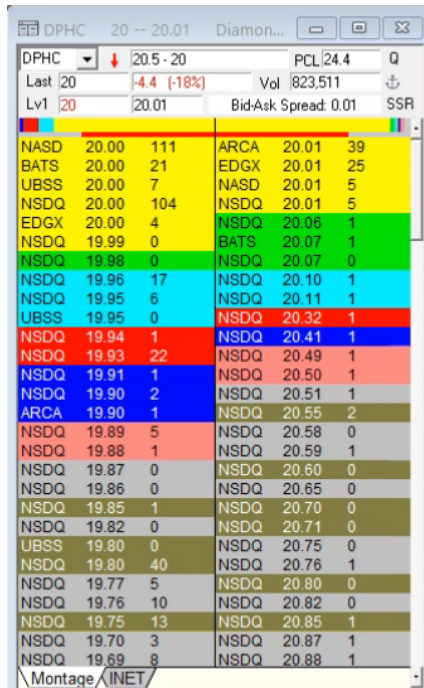 DPHC 20 -- 20.01 Diamon...
DPHC 20.5 - 20 PCL 24.4 Q
Last 20 -4.4 (-18%) Vol 823,511
Lv1 20 20.01 Bid-Ask Spread: 0.01 SSR
NASD 20.00 111 ARCA 20.01 39
BATS 20.00 21 EDGX 20.01 25
UBSS 20.00 7 NASD 20.01 5
NSDQ 20.00 104 NSDQ 20.01 5
EDGX 20.00 4 NSDQ 20.06 1
NSDQ 19.99 0 BATS 20.07 1
NSDQ 19.98 0 NSDQ 20.07 0
NSDQ 19.96 17 NSDQ 20.10 1
NSDQ 19.95 6 NSDQ 20.11 1
UBSS 19.95 0 NSDQ 20.32 1
NSDQ 19.94 1 NSDQ 20.41 1
NSDQ 19.93 22 NSDQ 20.49 1
NSDQ 19.91 1 NSDQ 20.50 1
NSDQ 19.90 2 NSDQ 20.51 1
ARCA 19.90 1 NSDQ 20.55 2
NSDQ 19.89 5 NSDQ 20.58 0
NSDQ 19.88 1 NSDQ 20.59 1
NSDQ 19.87 0 NSDQ 20.60 0
NSDQ 19.86 0 NSDQ 20.65 0
NSDQ 19.85 1 NSDQ 20.70 0
NSDQ 19.82 0 NSDQ 20.71 0
UBSS 19.80 0 NSDQ 20.75 0
NSDQ 19.80 40 NSDQ 20.76 1
NSDQ 19.77 5 NSDQ 20.80 0
NSDQ 19.76 10 NSDQ 20.82 0
NSDQ 19.75 13 NSDQ 20.85 1
NSDQ 19.70 3 NSDQ 20.87 1
NSDQ 19.69 8 NSDQ 20.88 1
Montage INET